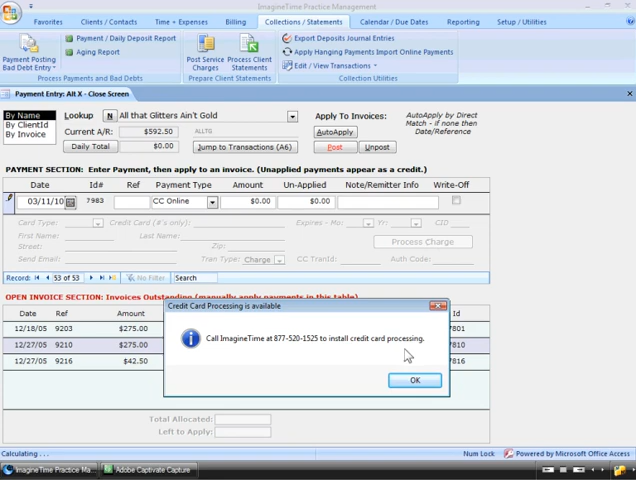 ImagineTime Practice Management
Favorites Clients / Contacts Time + Expenses Billing Collections / Statements Calendar / Due Dates Reporting Setup / Utilities
Payment Posting
Bad Debt Entry
Payment / Daily Deposit Report
Aging Report
Process Payments and Bad Debts
Post Service
Charges
Process Client
Statements
Prepare Client Statements
Export Deposits Journal Entries
Apply Hanging Payments Import Online Payments
Edit / View Transactions
Collection Utilities
Payment Entry: Alt X - Close Screen
By Name
By ClientId
By Invoice
Lookup N All that Glitters Ain't Gold
Current A/R: $592.50 ALLTG
Daily Total $0.00 Jump to Transactions (A6)
Apply To Invoices:
AutoApply
Post Unpost
AutoApply by Direct
Match - if none then
Date/Reference
PAYMENT SECTION: Enter Payment, then apply to an invoice. (Unapplied payments appear as a credit.)
Date Id# Ref Payment Type Amount Un-Applied Note/Remitter Info Write-Off
03/11/10 7983 CC Online $0.00 $0.00
Card Type: Credit Card (#'s only): Expires - Mo: Yr: CID
First Name: Last Name:
Process Charge
Street: Zip:
Send Email: Tran Type: Charge CC TranId: Auth Code:
Record: 53 of 53 No Filter Search
OPEN INVOICE SECTION: Invoices Outstanding (manually apply payments in this table)
Date Ref Amount Id
12/18/05 9203 $275.00 7801
12/27/05 9210 $275.00 7810
12/27/05 9216 $42.50 7816
Credit Card Processing is available
Call ImagineTime at 877-520-1525 to install credit card processing.
OK
Total Allocated:
Left to Apply:
Calculating ... Num Lock Powered by Microsoft Office Access
ImagineTime Practice Ma... Adobe Captivate Capture